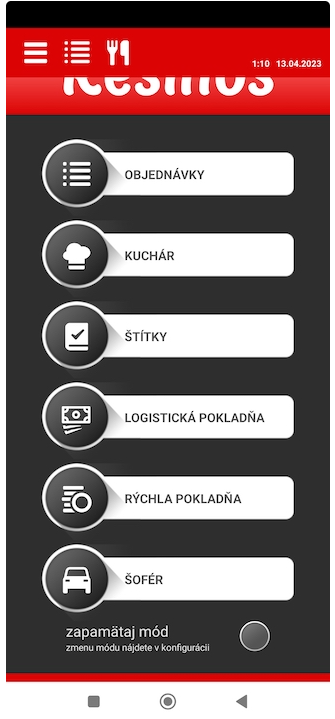 1:10 13.04.2023
OBJEDNÁVKY
KUCHÁR
ŠTÍTKY
LOGISTICKÁ POKLADŇA
RÝCHLA POKLADŇA
ŠOFÉR
zapamätaj mód
zmenu módu nájdete v konfigurácii